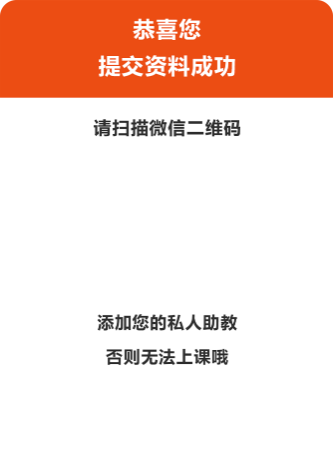 恭喜您
提交资料成功
请扫描微信二维码
添加您的私人助教
否则无法上课哦